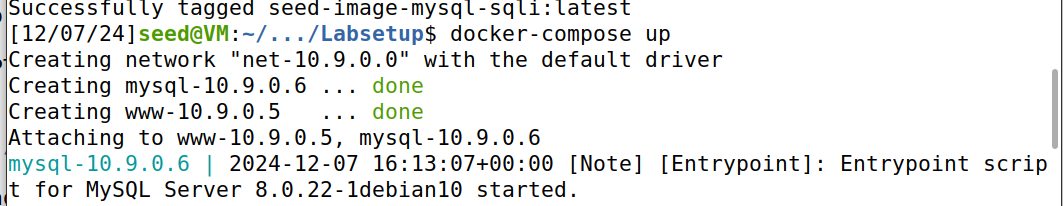 Successfully tagged seed-image-mysql-sqli:latest
[12/07/24]seed@VM:~/.../Labsetup$ docker-compose up
Creating network "net-10.9.0.0" with the default driver
Creating mysql-10.9.0.6 ... done
Creating www-10.9.0.5   ... done
Attaching to www-10.9.0.5, mysql-10.9.0.6
mysql-10.9.0.6 | 2024-12-07 16:13:07+00:00 [Note] [Entrypoint]: Entrypoint scrip
t for MySQL Server 8.0.22-1debian10 started.